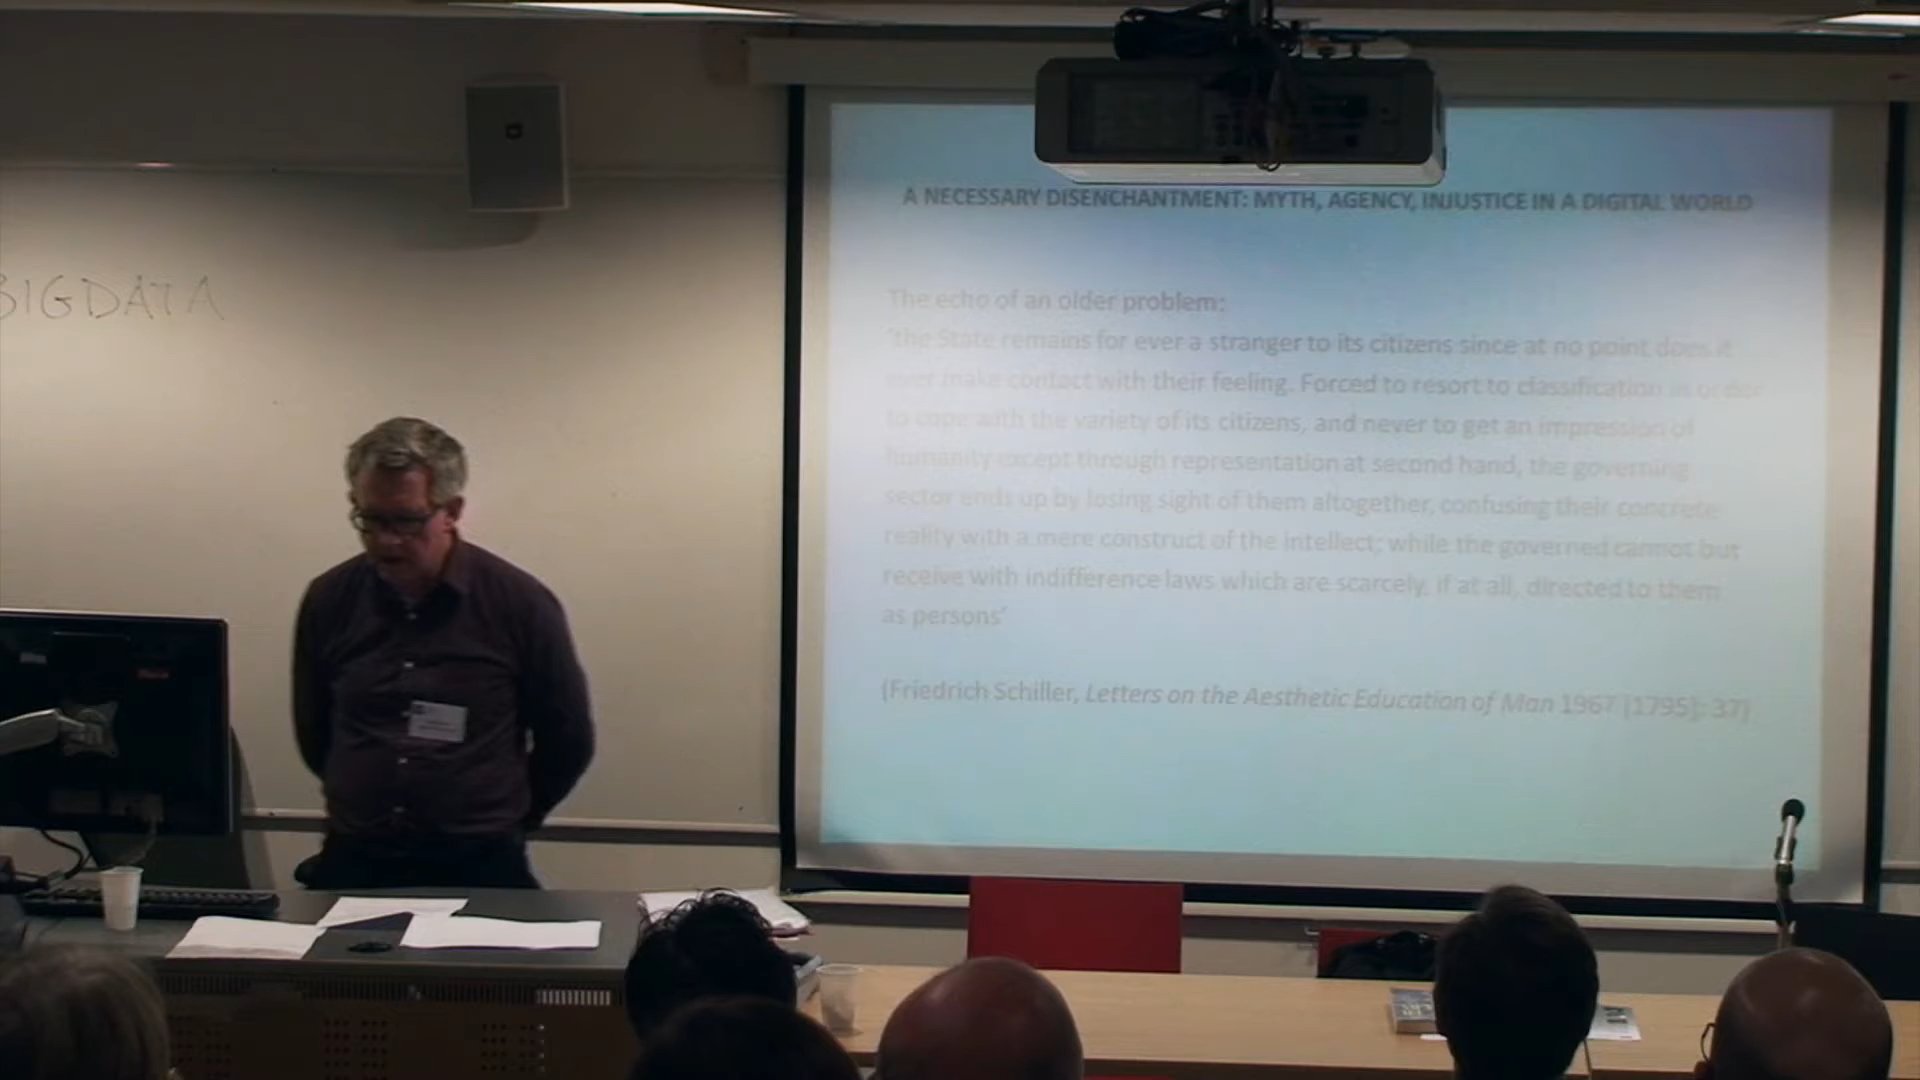 BIGDATA
A NECESSARY DISENCHANTMENT: MYTH, AGENCY, INJUSTICE IN A DIGITAL WORLD
The echo of an older problem:
'the State remains for ever a stranger to its citizens since at no point does it
ever make contact with their feeling. Forced to resort to classification in order
to cope with the variety of its citizens, and never to get an impression of
humanity except through representation at second hand, the governing
sector ends up by losing sight of them altogether, confusing their concrete
reality with a mere construct of the intellect; while the governed cannot but
receive with indifference laws which are scarcely, if at all, directed to them
as persons'
(Friedrich Schiller, Letters on the Aesthetic Education of Man 1967 [1795]: 37)